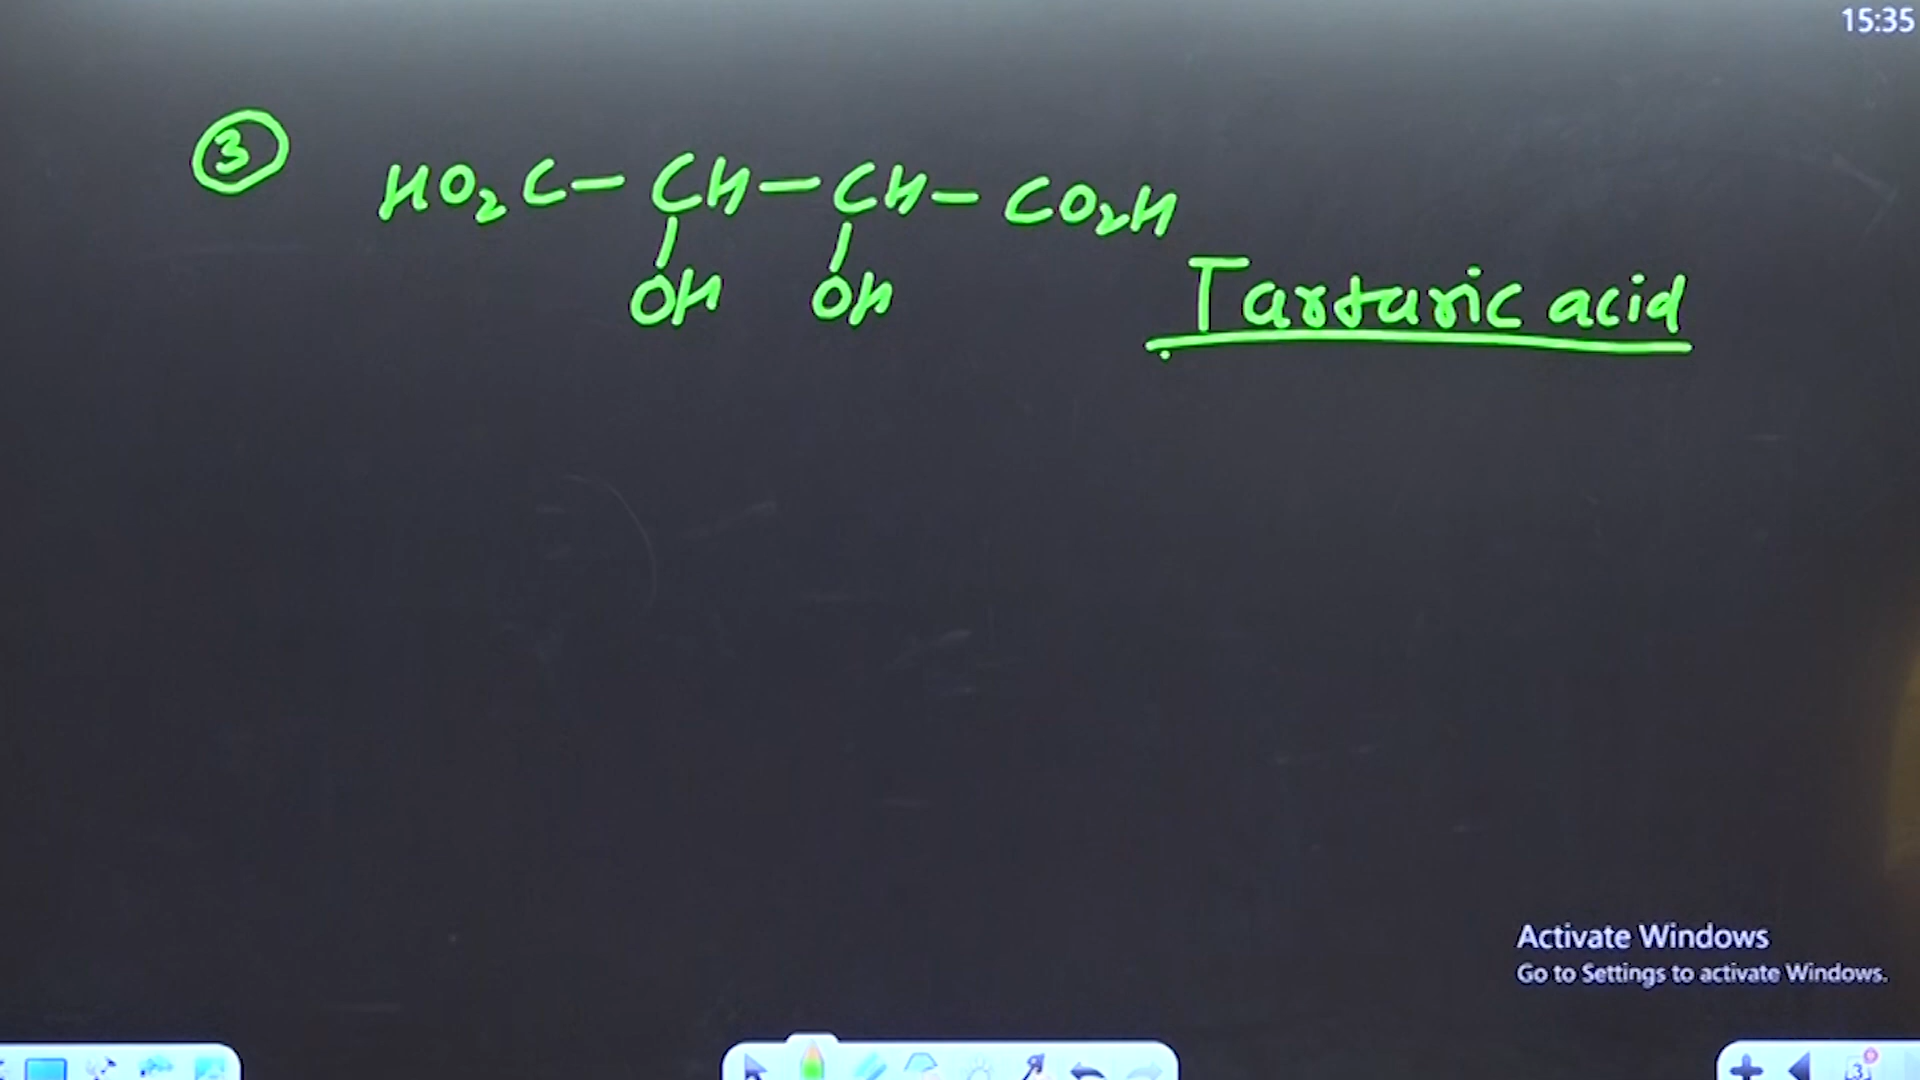 15:35
③ HO₂C–CH–CH–CO₂H
OH OH
Tartaric acid
Activate Windows
Go to Settings to activate Windows.
3